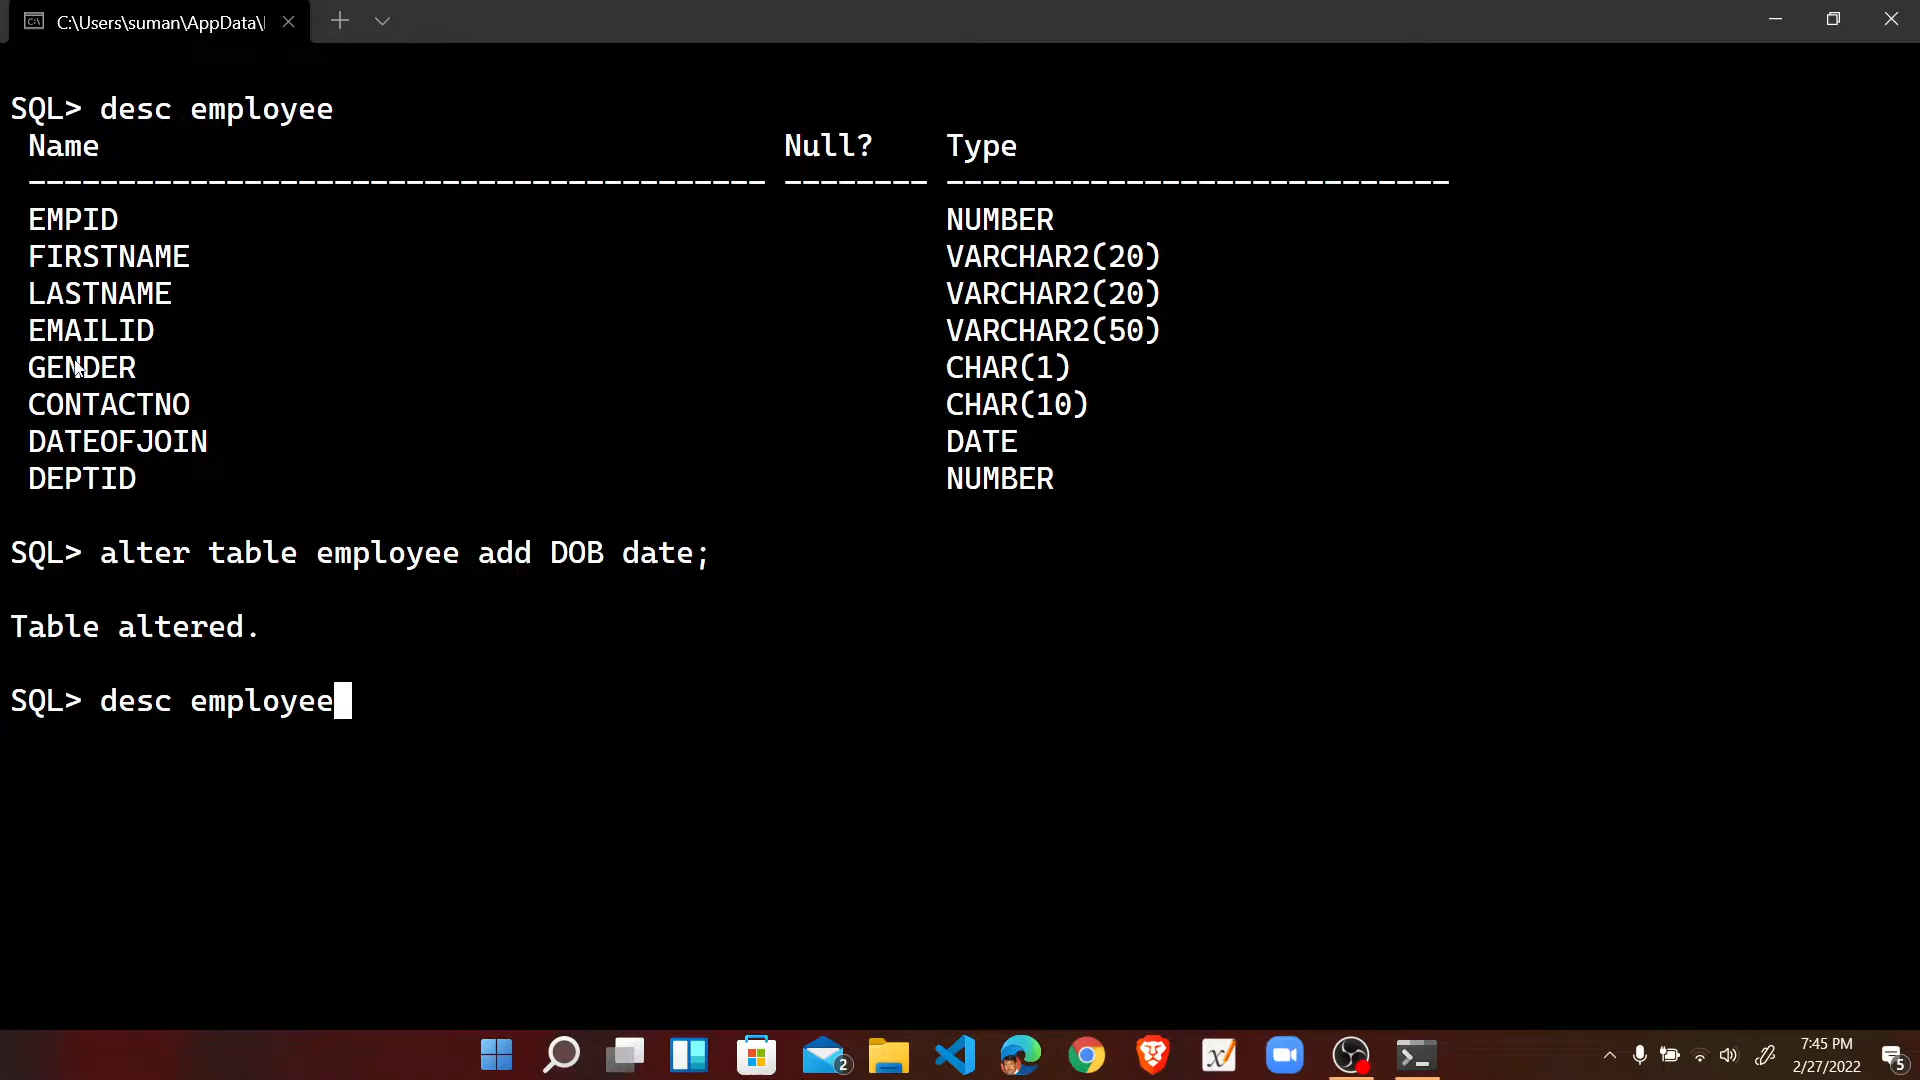 C:\Users\suman\AppData\
SQL> desc employee
Name Null? Type
----------------------------------------- -------- ----------------------------
EMPID NUMBER
FIRSTNAME VARCHAR2(20)
LASTNAME VARCHAR2(20)
EMAILID VARCHAR2(50)
GENDER CHAR(1)
CONTACTNO CHAR(10)
DATEOFJOIN DATE
DEPTID NUMBER
SQL> alter table employee add DOB date;
Table altered.
SQL> desc employee
2
7:45 PM
2/27/2022
5